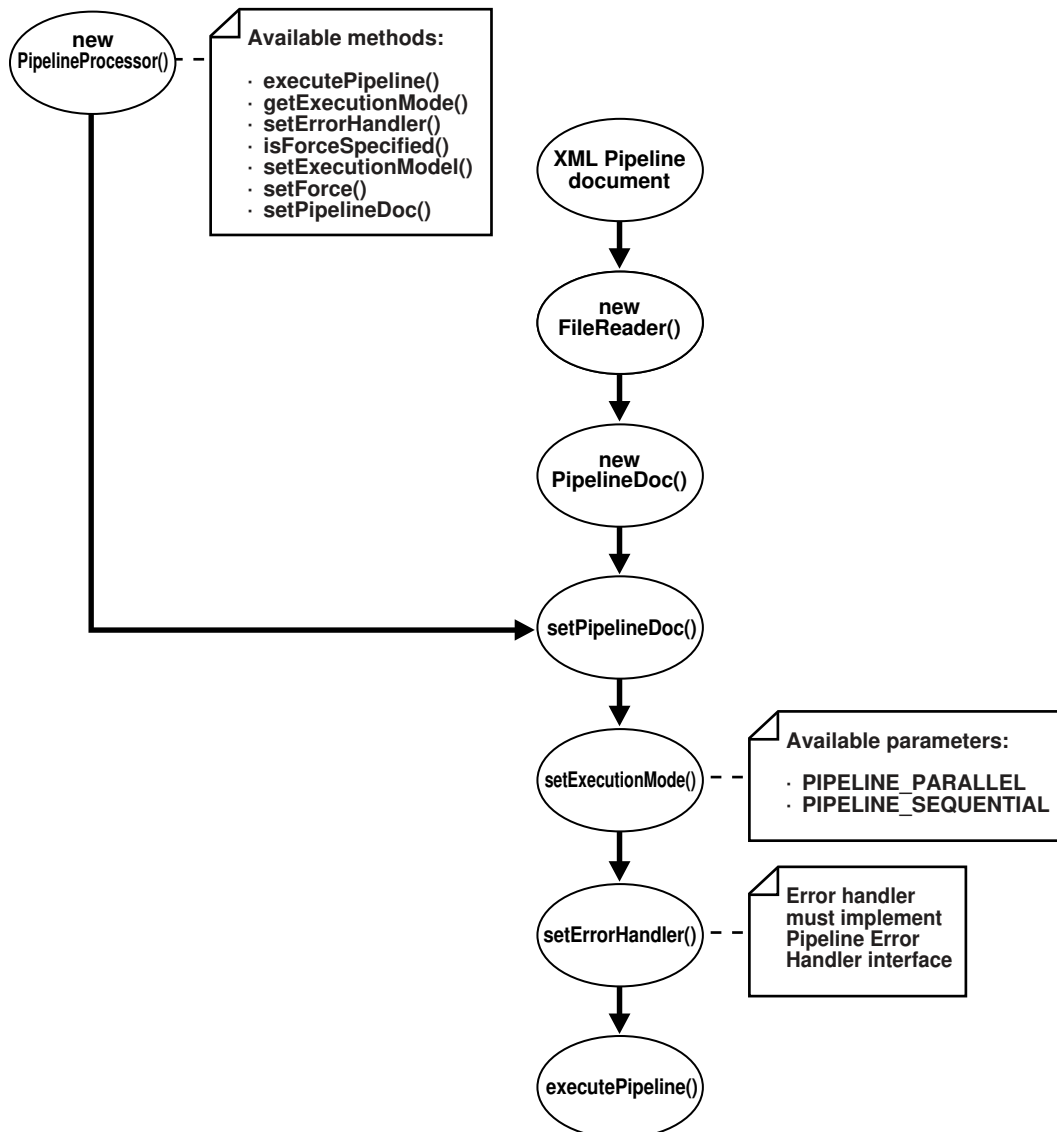 new
PipelineProcessor()
Available methods:
· executePipeline()
· getExecutionMode()
· setErrorHandler()
· isForceSpecified()
· setExecutionModel()
· setForce()
· setPipelineDoc()
XML Pipeline
document
new
FileReader()
new
PipelineDoc()
setPipelineDoc()
setExecutionMode()
Available parameters:
· PIPELINE_PARALLEL
· PIPELINE_SEQUENTIAL
setErrorHandler()
Error handler
must implement
Pipeline Error
Handler interface
executePipeline()